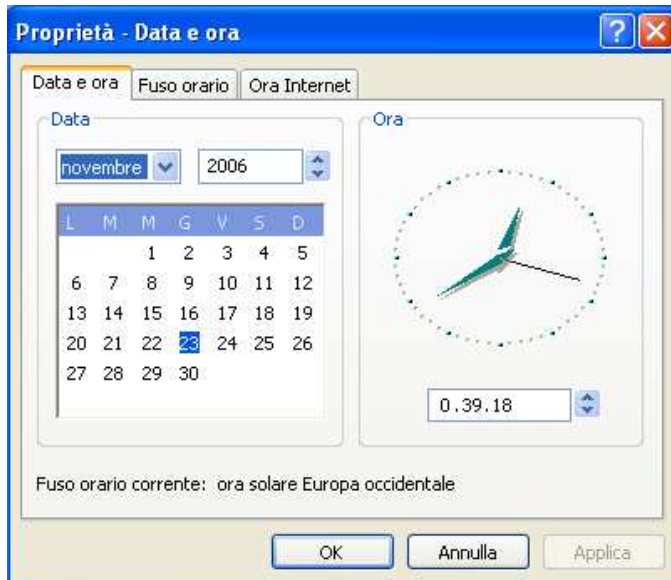 Proprietà - Data e ora
Data e ora Fuso orario Ora Internet
Data
novembre 2006
L M M G V S D
1 2 3 4 5
6 7 8 9 10 11 12
13 14 15 16 17 18 19
20 21 22 23 24 25 26
27 28 29 30
Ora
0.39.18
Fuso orario corrente: ora solare Europa occidentale
OK Annulla Applica